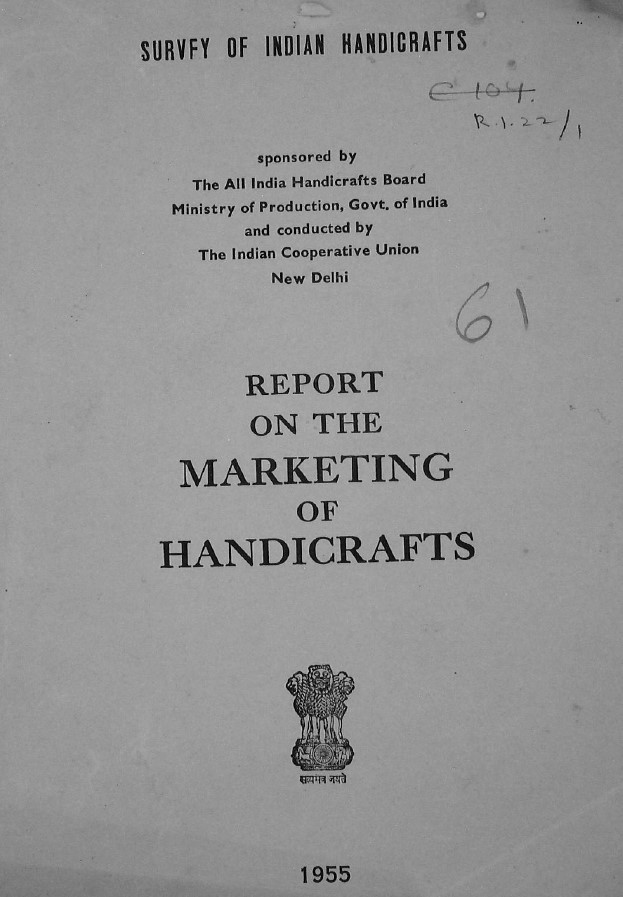 SURVFY OF INDIAN HANDICRAFTS
C 104.
R.1.22/1
sponsored by
The All India Handicrafts Board
Ministry of Production, Govt. of India
and conducted by
The Indian Cooperative Union
New Delhi
61
REPORT
ON THE
MARKETING
OF
HANDICRAFTS
सत्यमेव जयते
1955